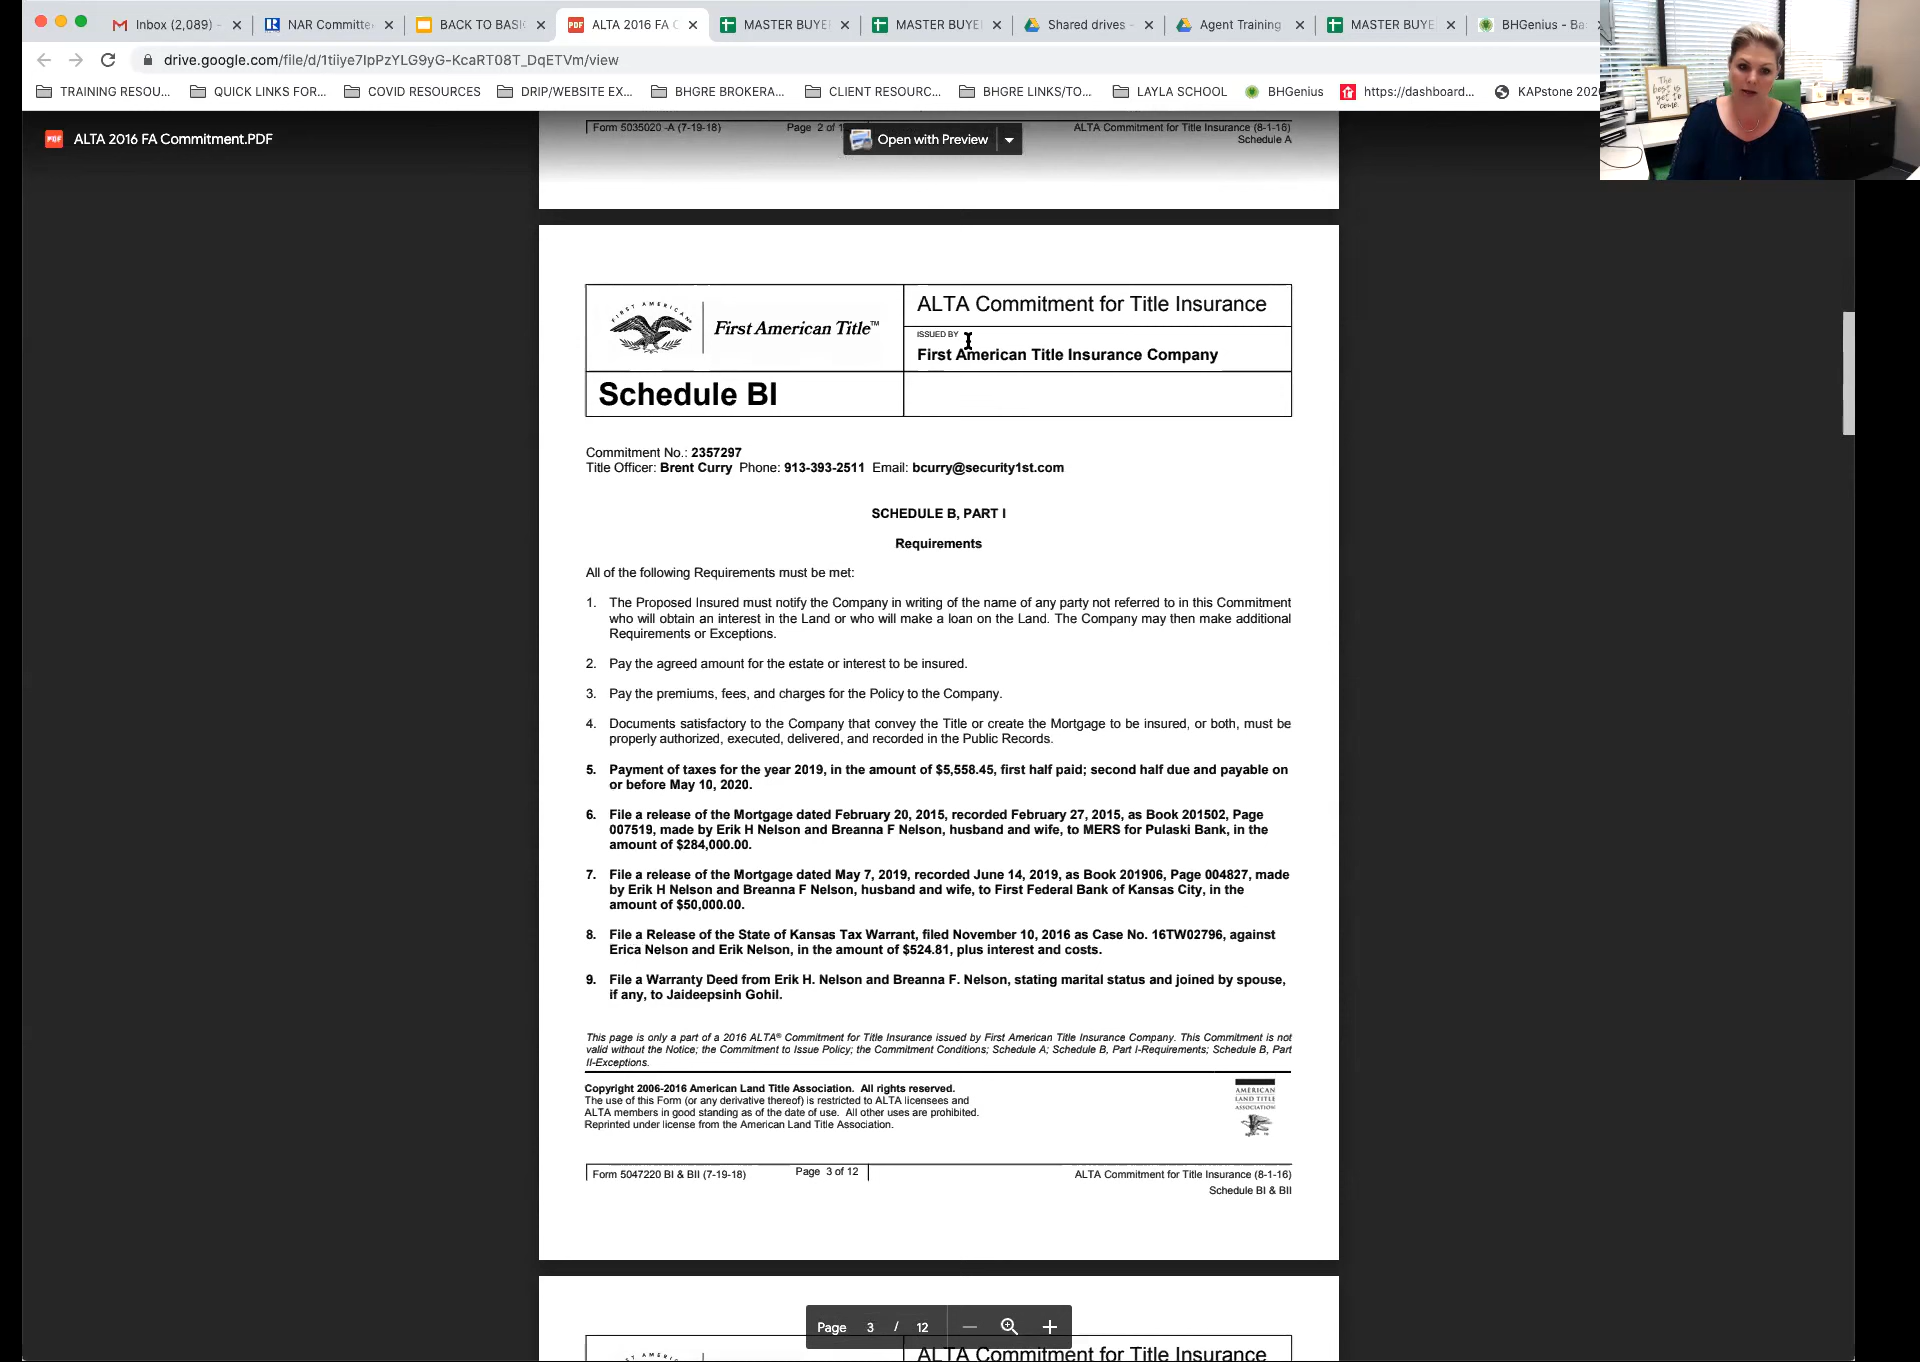 Inbox (2,089) -
NAR Committe
BACK TO BASI
ALTA 2016 FA C
MASTER BUYE
MASTER BUYE
Shared drives -
Agent Training
MASTER BUYE
BHGenius - Ba
drive.google.com/file/d/1tiiye7IpPzYLG9yG-KcaRT08T_DqETVm/view
TRAINING RESOU...
QUICK LINKS FOR...
COVID RESOURCES
DRIP/WEBSITE EX...
BHGRE BROKERA...
CLIENT RESOURC...
BHGRE LINKS/TO...
LAYLA SCHOOL
BHGenius
https://dashboard...
KAPstone 202
The
best is
yet to
come.
PDF
ALTA 2016 FA Commitment.PDF
Open with Preview
Form 5035020 -A (7-19-18)
Page 2 of 1
ALTA Commitment for Title Insurance (8-1-16)
Schedule A
FIRST AMERICAN
First American Title™
ALTA Commitment for Title Insurance
ISSUED BY
First American Title Insurance Company
Schedule BI
Commitment No.: 2357297
Title Officer: Brent Curry Phone: 913-393-2511 Email: bcurry@security1st.com
SCHEDULE B, PART I
Requirements
All of the following Requirements must be met:
1. The Proposed Insured must notify the Company in writing of the name of any party not referred to in this Commitment
who will obtain an interest in the Land or who will make a loan on the Land. The Company may then make additional
Requirements or Exceptions.
2. Pay the agreed amount for the estate or interest to be insured.
3. Pay the premiums, fees, and charges for the Policy to the Company.
4. Documents satisfactory to the Company that convey the Title or create the Mortgage to be insured, or both, must be
properly authorized, executed, delivered, and recorded in the Public Records.
5. Payment of taxes for the year 2019, in the amount of $5,558.45, first half paid; second half due and payable on
or before May 10, 2020.
6. File a release of the Mortgage dated February 20, 2015, recorded February 27, 2015, as Book 201502, Page
007519, made by Erik H Nelson and Breanna F Nelson, husband and wife, to MERS for Pulaski Bank, in the
amount of $284,000.00.
7. File a release of the Mortgage dated May 7, 2019, recorded June 14, 2019, as Book 201906, Page 004827, made
by Erik H Nelson and Breanna F Nelson, husband and wife, to First Federal Bank of Kansas City, in the
amount of $50,000.00.
8. File a Release of the State of Kansas Tax Warrant, filed November 10, 2016 as Case No. 16TW02796, against
Erica Nelson and Erik Nelson, in the amount of $524.81, plus interest and costs.
9. File a Warranty Deed from Erik H. Nelson and Breanna F. Nelson, stating marital status and joined by spouse,
if any, to Jaideepsinh Gohil.
This page is only a part of a 2016 ALTA® Commitment for Title Insurance issued by First American Title Insurance Company. This Commitment is not
valid without the Notice; the Commitment to Issue Policy; the Commitment Conditions; Schedule A; Schedule B, Part I-Requirements; Schedule B, Part
II-Exceptions.
Copyright 2006-2016 American Land Title Association. All rights reserved.
The use of this Form (or any derivative thereof) is restricted to ALTA licensees and
ALTA members in good standing as of the date of use. All other uses are prohibited.
Reprinted under license from the American Land Title Association.
AMERICAN
LAND TITLE
ASSOCIATION
Form 5047220 BI & BII (7-19-18)
Page 3 of 12
ALTA Commitment for Title Insurance (8-1-16)
Schedule BI & BII
Page 3 / 12
ALTA Commitment for Title Insurance